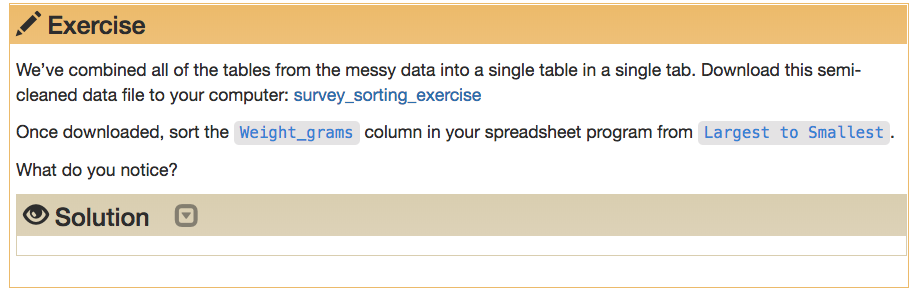 Exercise
We’ve combined all of the tables from the messy data into a single table in a single tab. Download this semi-
cleaned data file to your computer: survey_sorting_exercise
Once downloaded, sort the Weight_grams column in your spreadsheet program from Largest to Smallest.
What do you notice?
Solution